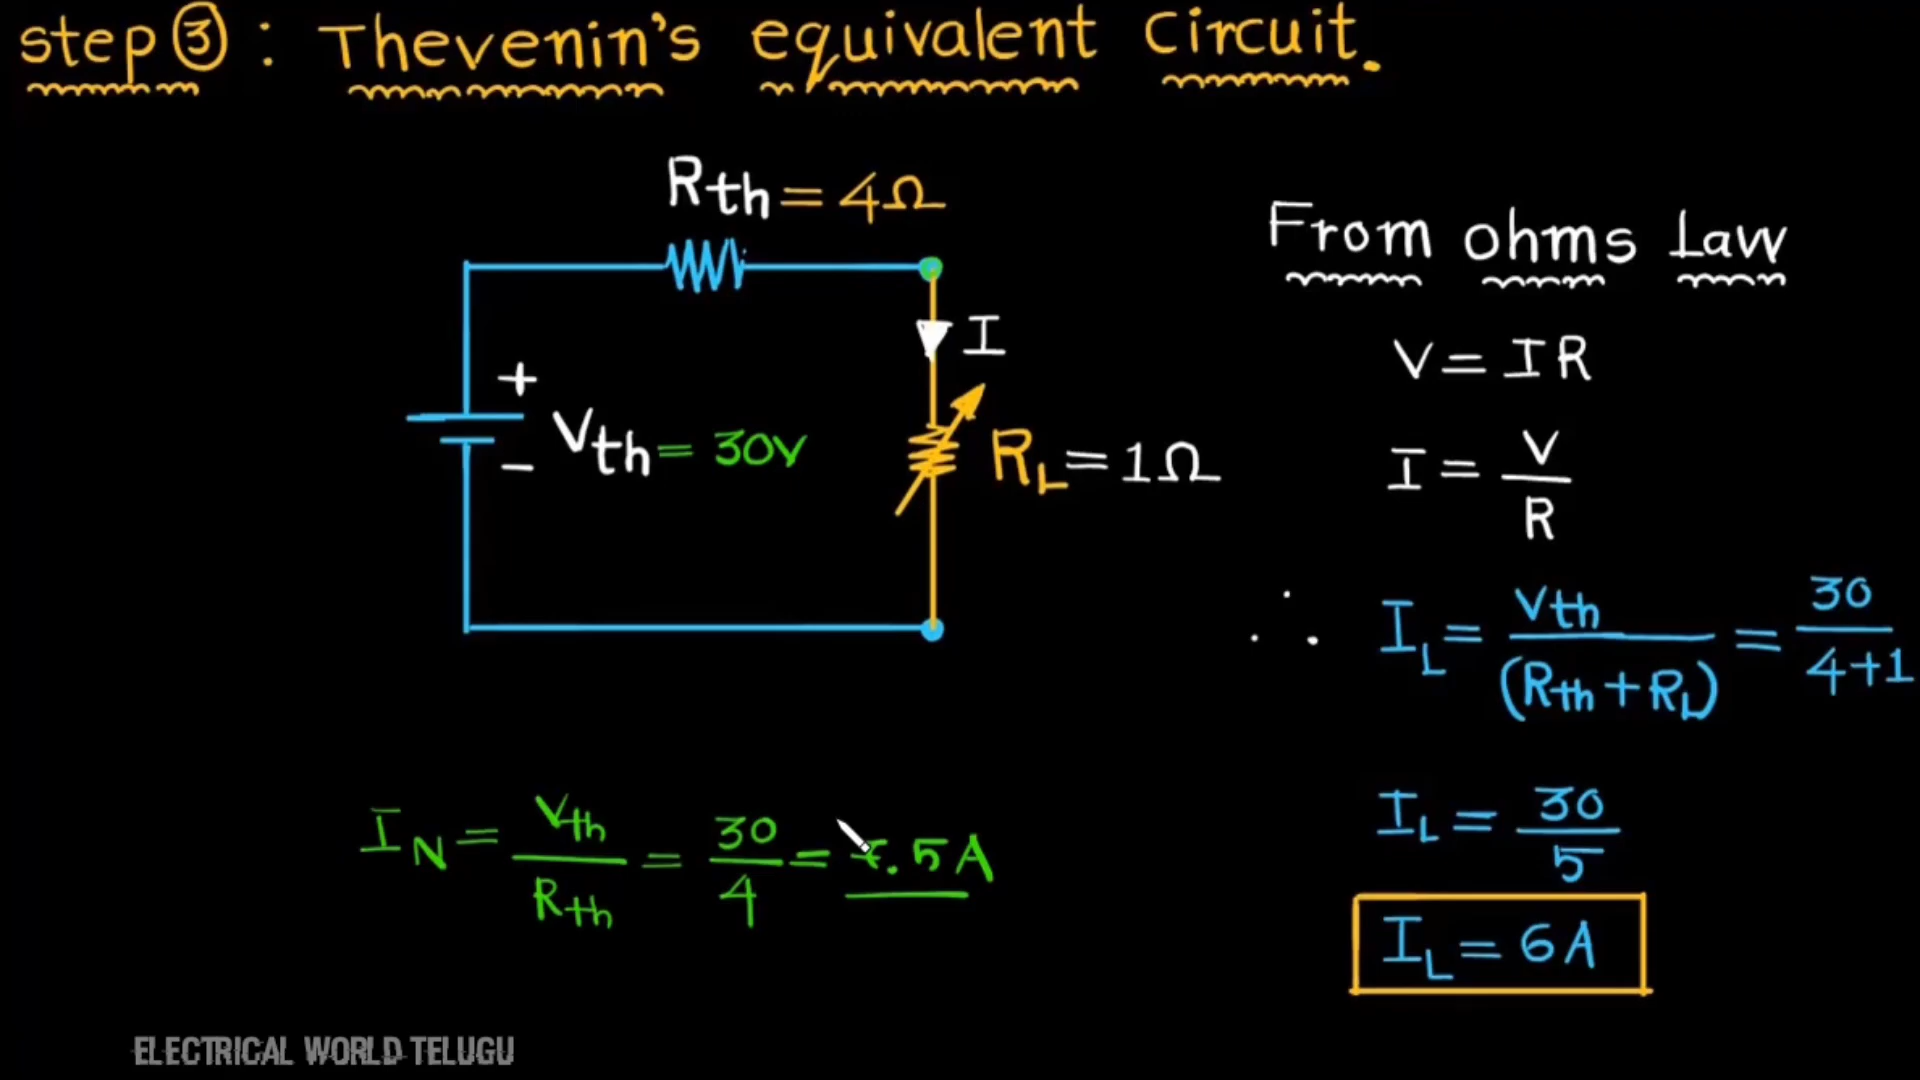 step ③ : Thevenin's equivalent Circuit.
Rth = 4Ω
From ohms Law
I
V = IR
+
Vth = 30V
-
RL = 1Ω
I = V/R
∴ IL = Vth/(Rth + RL) = 30/4+1
IN = Vth/Rth = 30/4 = .5A
IL = 30/5
IL = 6A
ELECTRICAL WORLD TELUGU